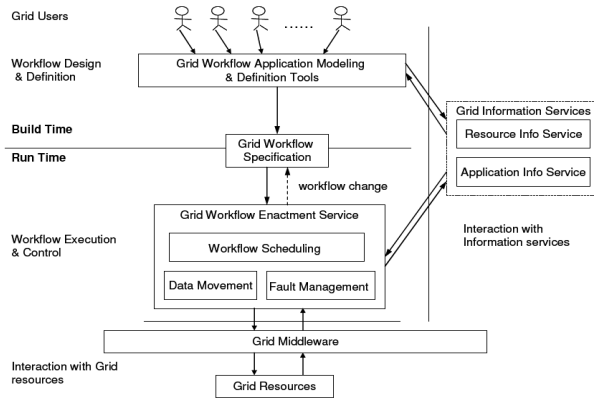 Grid Users
......
Workflow Design
& Definition
Grid Workflow Application Modeling
& Definition Tools
Grid Information Services
Resource Info Service
Application Info Service
Build Time
Run Time
Grid Workflow
Specification
workflow change
Grid Workflow Enactment Service
Workflow Scheduling
Data Movement
Fault Management
Workflow Execution
& Control
Interaction with
Information services
Grid Middleware
Interaction with Grid
resources
Grid Resources